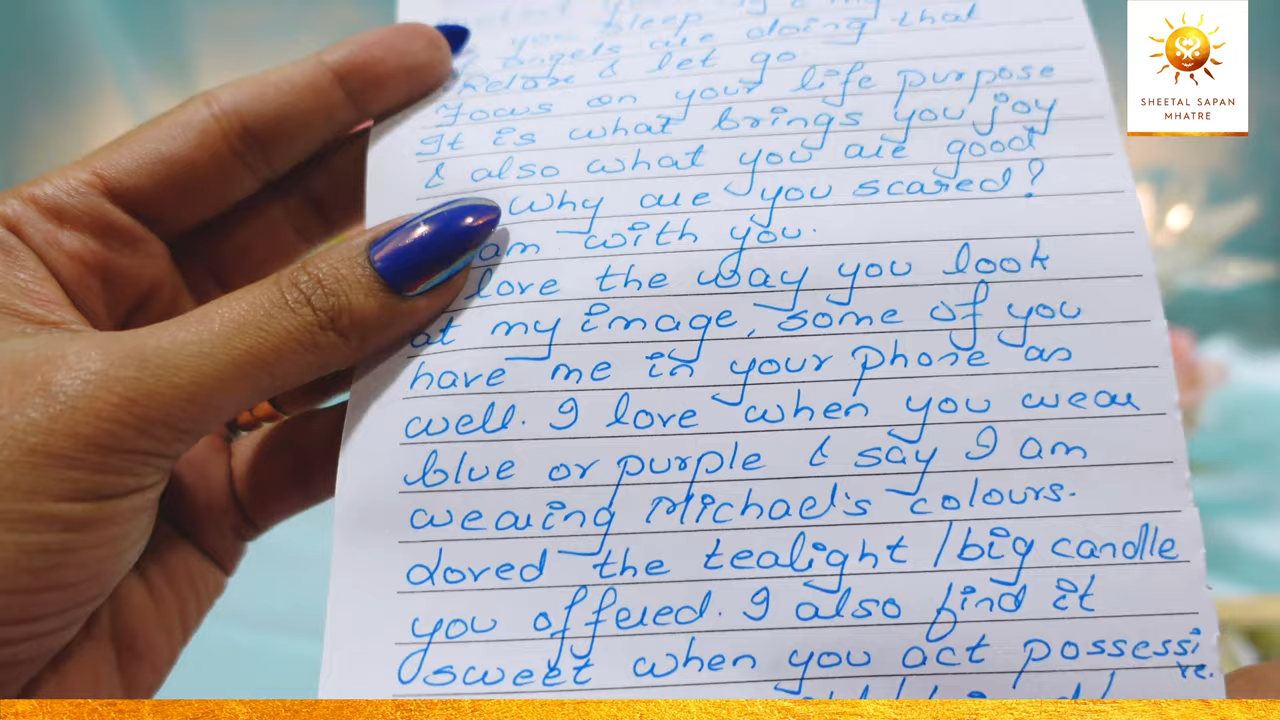 you sleep
angels are doing that
& let go
Focus on your life purpose
It is what brings you joy
& also what you are good
Why are you scared?
am with you.
love the way you look
at my image, some of you
have me in your phone as
well. I love when you wear
blue or purple & say I am
wearing Michael's colours.
Loved the tealight / big candle
you offered. I also find it
sweet when you act possessi
ve.
SHEETAL SAPAN
MHATRE